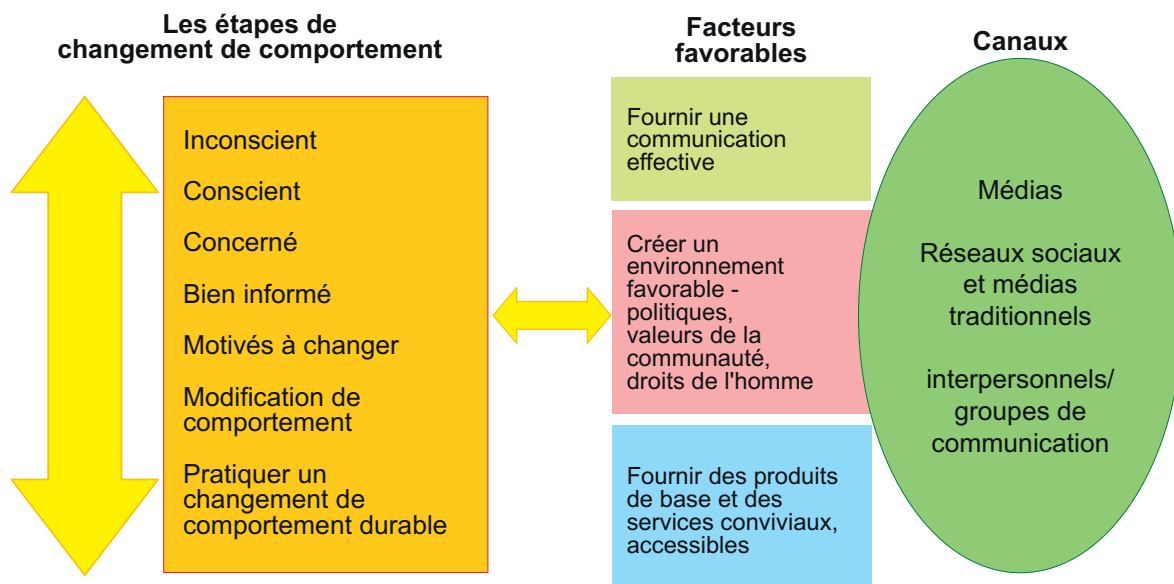 Les étapes de
changement de comportement
Inconscient
Conscient
Concerné
Bien informé
Motivés à changer
Modification de
comportement
Pratiquer un
changement de
comportement durable
Facteurs
favorables
Fournir une
communication
effective
Créer un
environnement
favorable -
politiques,
valeurs de la
communauté,
droits de l'homme
Fournir des produits
de base et des
services conviviaux,
accessibles
Canaux
Médias
Réseaux sociaux
et médias
traditionnels
interpersonnels/
groupes de
communication